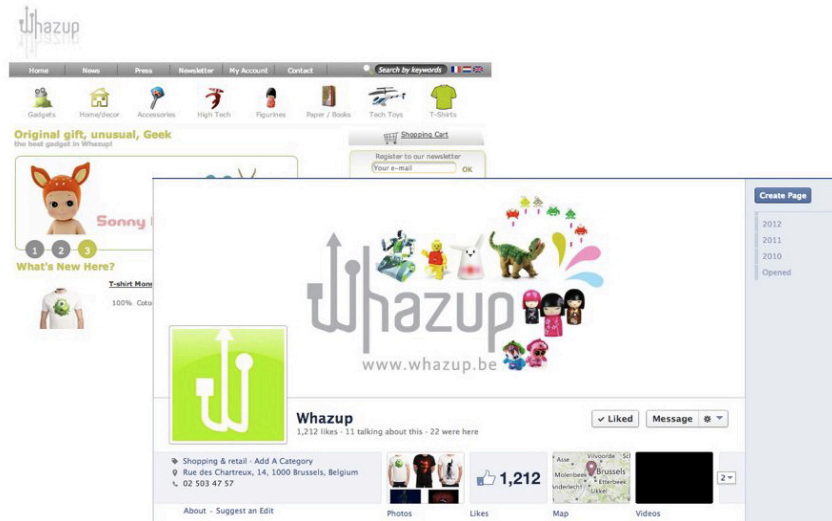 Whazup
Home News Press Newsletter My Account Contact Search by keywords
Gadgets Home/decor Accessories High Tech Figurines Paper / Books Tech Toys T-Shirts
Original gift, unusual, Geek
the beat gadget in Whazup!
Shopping Cart
Register to our newsletter
Your e-mail OK
Sonny
1 2 3
What's New Here?
T-shirt Mons
100% Coto
Whazup
www.whazup.be
Create Page
2012
2011
2010
Opened
Whazup
1,212 likes · 11 talking about this · 22 were here
Liked Message
Shopping & retail · Add A Category
Rue des Chartreux, 14, 1000 Brussels, Belgium
02 503 47 57
About – Suggest an Edit
1,212
Asse Vilvoorde
Molenbeek Brussels
Anderlecht Etterbeek
Ukkel
2
Photos Likes Map Videos